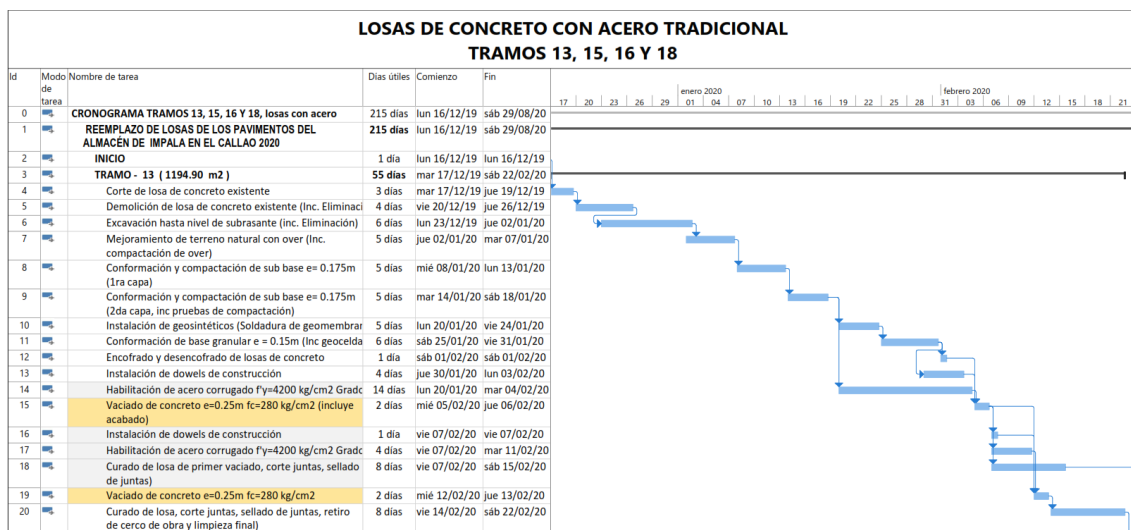 LOSAS DE CONCRETO CON ACERO TRADICIONAL
TRAMOS 13, 15, 16 Y 18
Id Modo de tarea Nombre de tarea Días útiles Comienzo Fin
enero 2020 febrero 2020
17 20 23 26 29 01 04 07 10 13 16 19 22 25 28 31 03 06 09 12 15 18 21
0 CRONOGRAMA TRAMOS 13, 15, 16 Y 18, losas con acero 215 días lun 16/12/19 sáb 29/08/20
1 REEMPLAZO DE LOSAS DE LOS PAVIMENTOS DEL 215 días lun 16/12/19 sáb 29/08/20
ALMACÉN DE IMPALA EN EL CALLAO 2020
2 INICIO 1 día lun 16/12/19 lun 16/12/19
3 TRAMO - 13 ( 1194.90 m2 ) 55 días mar 17/12/19 sáb 22/02/20
4 Corte de losa de concreto existente 3 días mar 17/12/19 jue 19/12/19
5 Demolición de losa de concreto existente (Inc. Eliminaci 4 días vie 20/12/19 jue 26/12/19
6 Excavación hasta nivel de subrasante (inc. Eliminación) 6 días lun 23/12/19 jue 02/01/20
7 Mejoramiento de terreno natural con over (Inc. 5 días jue 02/01/20 mar 07/01/20
compactación de over)
8 Conformación y compactación de sub base e= 0.175m 5 días mié 08/01/20 lun 13/01/20
(1ra capa)
9 Conformación y compactación de sub base e= 0.175m 5 días mar 14/01/20 sáb 18/01/20
(2da capa, inc pruebas de compactación)
10 Instalación de geosintéticos (Soldadura de geomembrar 5 días lun 20/01/20 vie 24/01/20
11 Conformación de base granular e = 0.15m (Inc geocelda 6 días sáb 25/01/20 vie 31/01/20
12 Encofrado y desencofrado de losas de concreto 1 día sáb 01/02/20 sáb 01/02/20
13 Instalación de dowels de construcción 4 días jue 30/01/20 lun 03/02/20
14 Habilitación de acero corrugado f'y=4200 kg/cm2 Grado 14 días lun 20/01/20 mar 04/02/20
15 Vaciado de concreto e=0.25m fc=280 kg/cm2 (incluye 2 días mié 05/02/20 jue 06/02/20
acabado)
16 Instalación de dowels de construcción 1 día vie 07/02/20 vie 07/02/20
17 Habilitación de acero corrugado f'y=4200 kg/cm2 Grado 4 días vie 07/02/20 mar 11/02/20
18 Curado de losa de primer vaciado, corte juntas, sellado 8 días vie 07/02/20 sáb 15/02/20
de juntas)
19 Vaciado de concreto e=0.25m fc=280 kg/cm2 2 días mié 12/02/20 jue 13/02/20
20 Curado de losa, corte juntas, sellado de juntas, retiro 8 días vie 14/02/20 sáb 22/02/20
de cerco de obra y limpieza final)